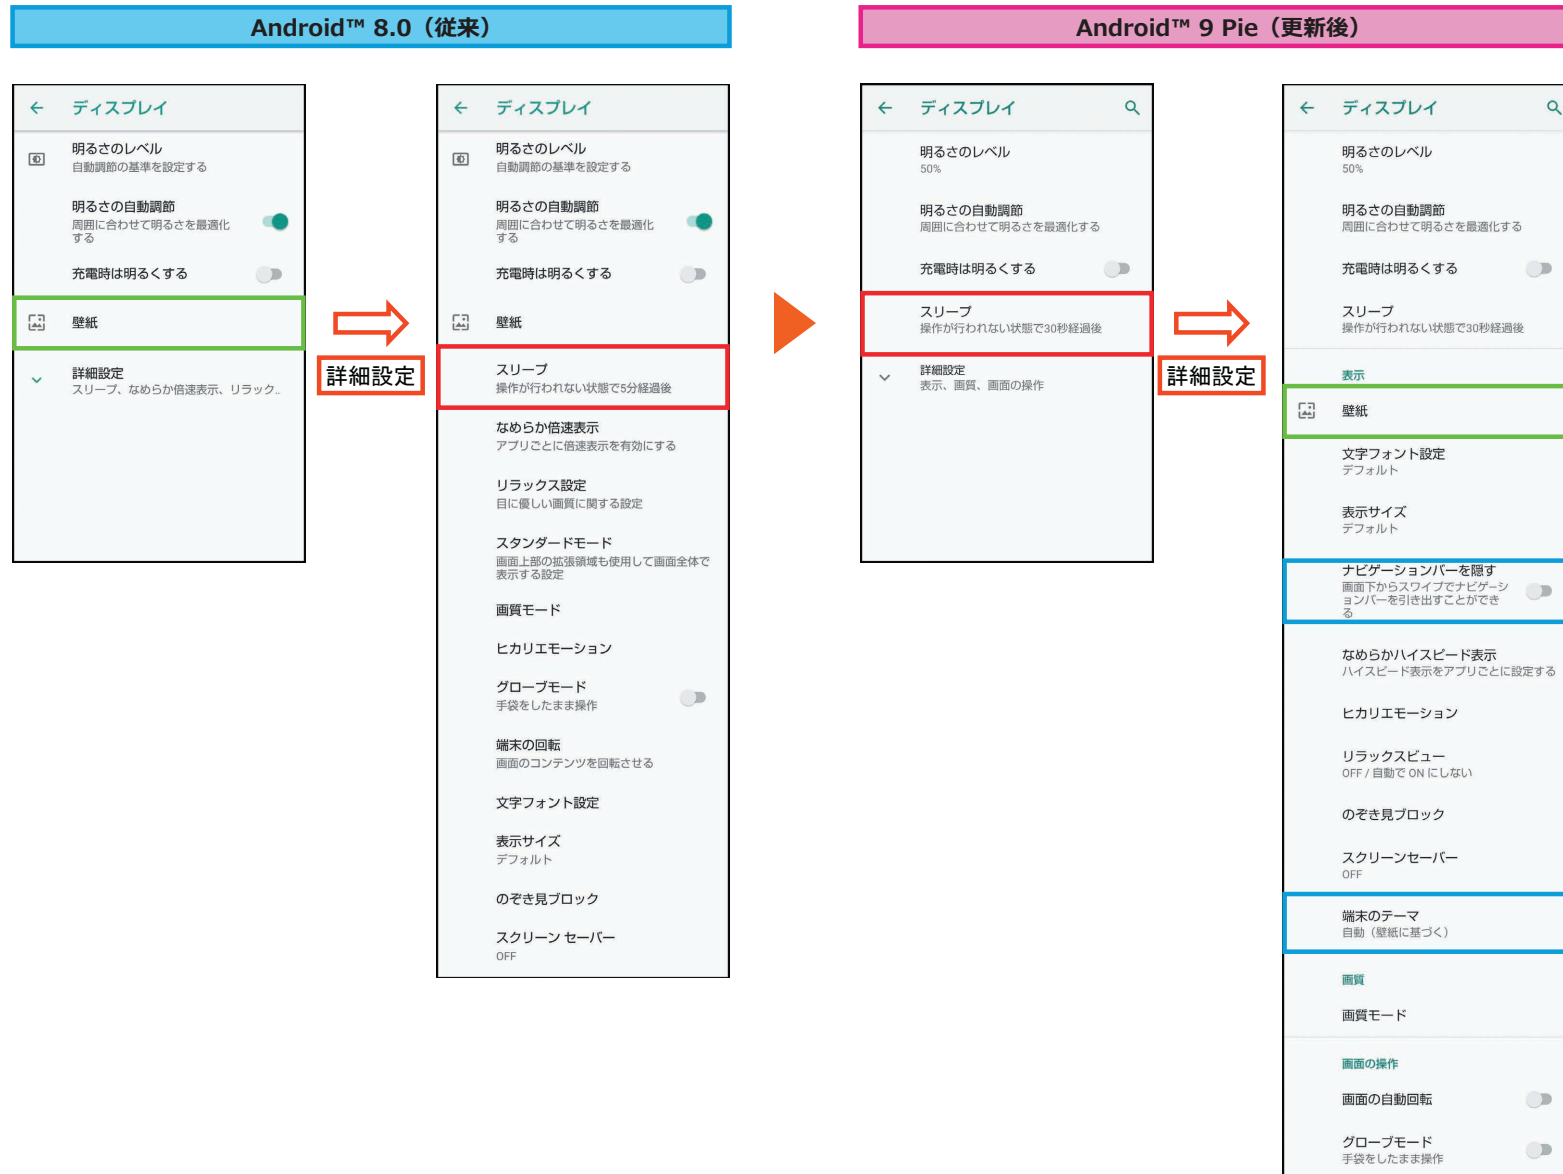 Android™ 8.0（従来）
Android™ 9 Pie（更新後）
ディスプレイ
明るさのレベル
自動調節の基準を設定する
明るさの自動調節
周囲に合わせて明るさを最適化
する
充電時は明るくする
壁紙
詳細設定
スリープ、なめらか倍速表示、リラック..
詳細設定
ディスプレイ
明るさのレベル
自動調節の基準を設定する
明るさの自動調節
周囲に合わせて明るさを最適化
する
充電時は明るくする
壁紙
スリープ
操作が行われない状態で5分経過後
なめらか倍速表示
アプリごとに倍速表示を有効にする
リラックス設定
目に優しい画質に関する設定
スタンダードモード
画面上部の拡張領域も使用して画面全体で
表示する設定
画質モード
ヒカリエモーション
グローブモード
手袋をしたまま操作
端末の回転
画面のコンテンツを回転させる
文字フォント設定
表示サイズ
デフォルト
のぞき見ブロック
スクリーン セーバー
OFF
ディスプレイ
明るさのレベル
50%
明るさの自動調節
周囲に合わせて明るさを最適化する
充電時は明るくする
スリープ
操作が行われない状態で30秒経過後
詳細設定
表示、画質、画面の操作
詳細設定
ディスプレイ
明るさのレベル
50%
明るさの自動調節
周囲に合わせて明るさを最適化する
充電時は明るくする
スリープ
操作が行われない状態で30秒経過後
表示
壁紙
文字フォント設定
デフォルト
表示サイズ
デフォルト
ナビゲーションバーを隠す
画面下からスワイプでナビゲーシ
ョンバーを引き出すことができ
る
なめらかハイスピード表示
ハイスピード表示をアプリごとに設定する
ヒカリエモーション
リラックスビュー
OFF / 自動で ON にしない
のぞき見ブロック
スクリーンセーバー
OFF
端末のテーマ
自動（壁紙に基づく）
画質
画質モード
画面の操作
画面の自動回転
グローブモード
手袋をしたまま操作